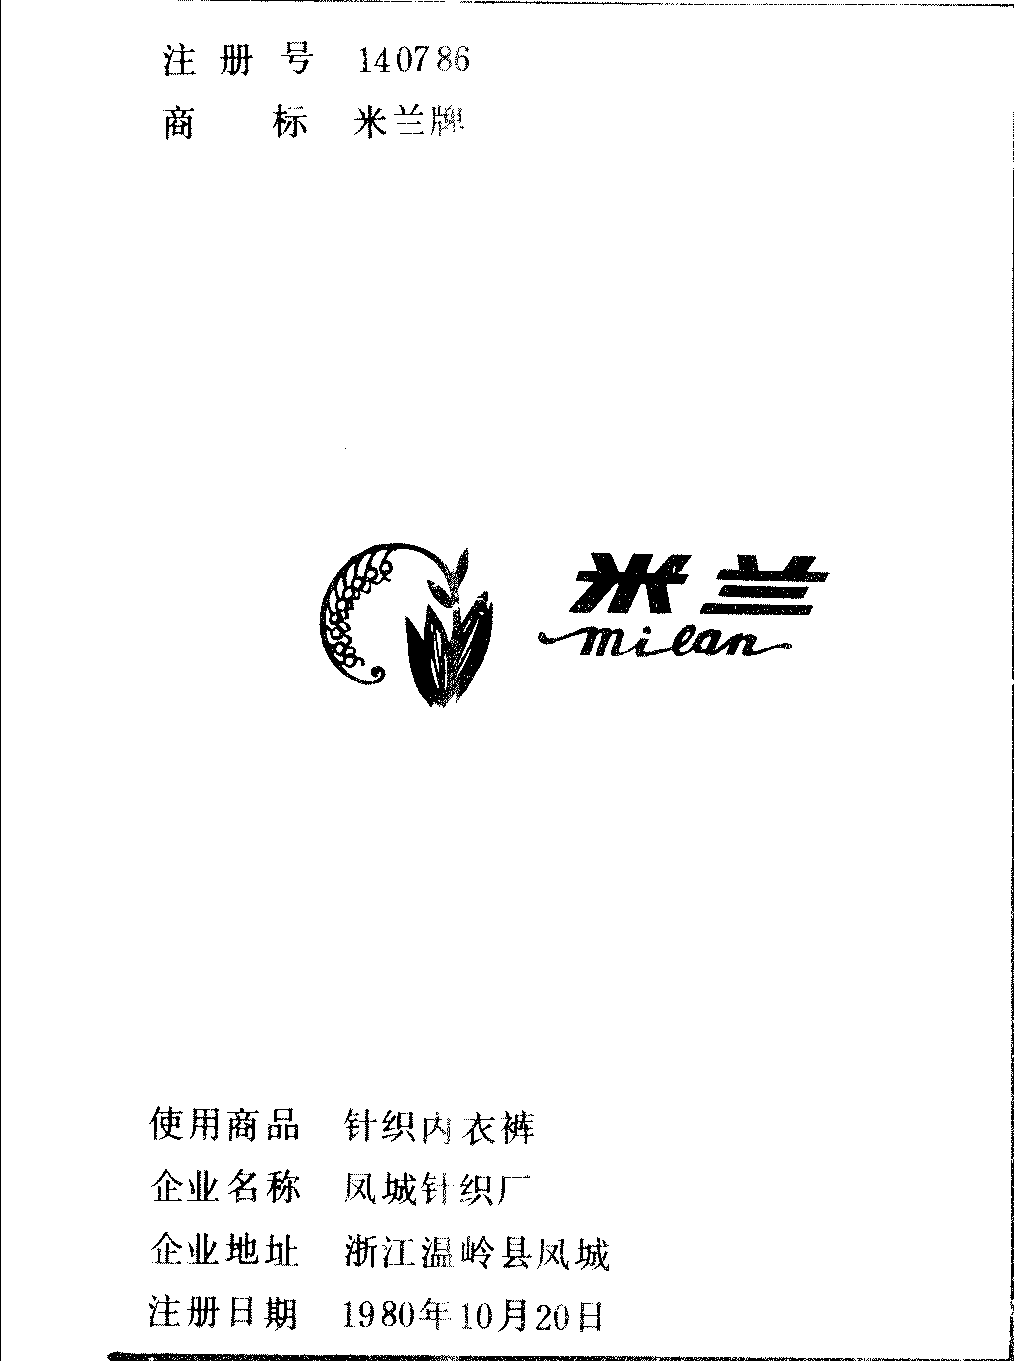 注册号 140786
商标 米兰牌
米兰
milan
使用商品 针织内衣裤
企业名称 凤城针织厂
企业地址 浙江温岭县凤城
注册日期 1980年10月20日